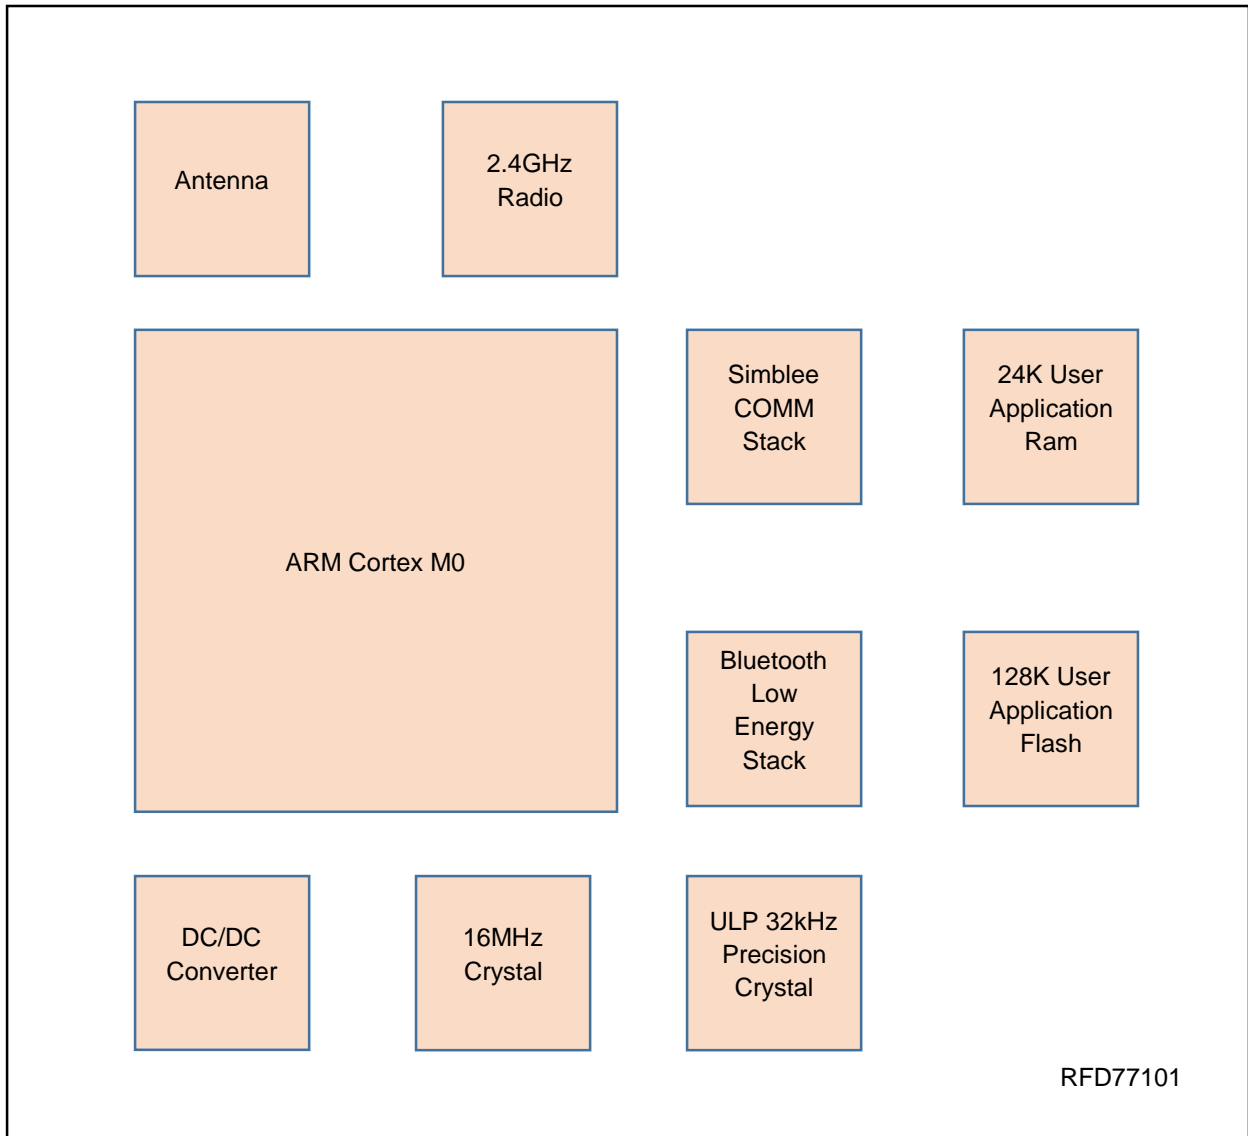 Antenna
2.4GHz
Radio
Simblee
COMM
Stack
24K User
Application
Ram
ARM Cortex M0
Bluetooth
Low
Energy
Stack
128K User
Application
Flash
DC/DC
Converter
16MHz
Crystal
ULP 32kHz
Precision
Crystal
RFD77101